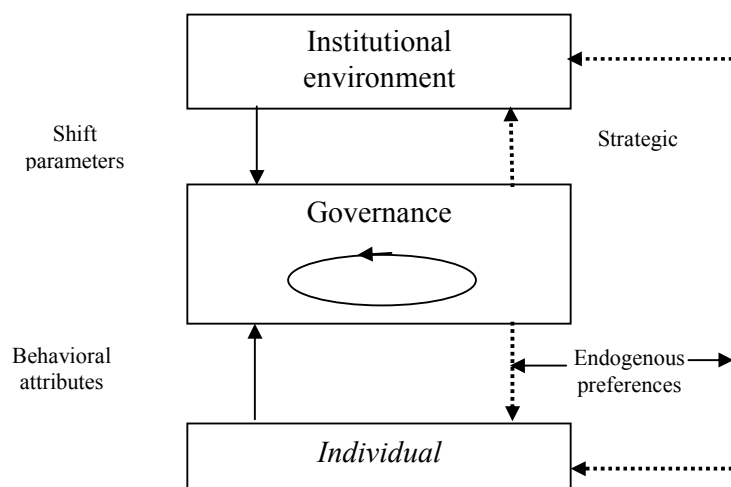 Institutional
environment
Shift
parameters
Strategic
Governance
Behavioral
attributes
Endogenous
preferences
Individual